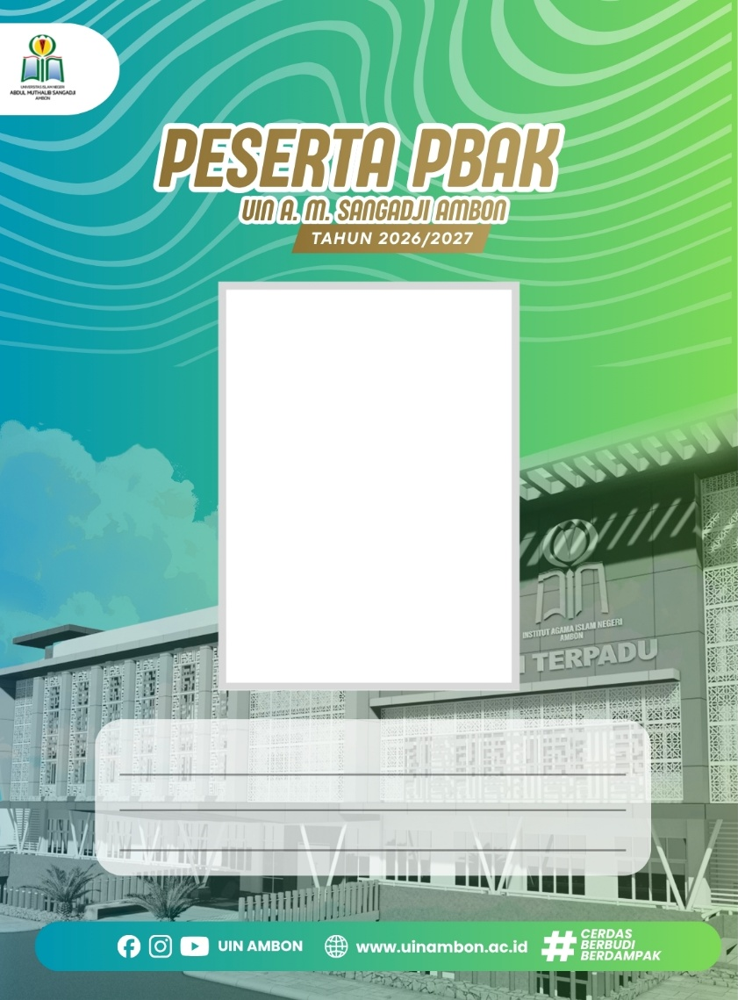 UNIVERSITAS ISLAM NEGERI
ABDUL MUTHALIB SANGADJI
AMBON
PESERTA PBAK
UIN A. M. SANGADJI AMBON
TAHUN 2026/2027
INSTITUT AGAMA ISLAM NEGERI
AMBON
TERPADU
UIN AMBON
www.uinambon.ac.id
# CERDAS
BERBUDI
BERDAMPAK